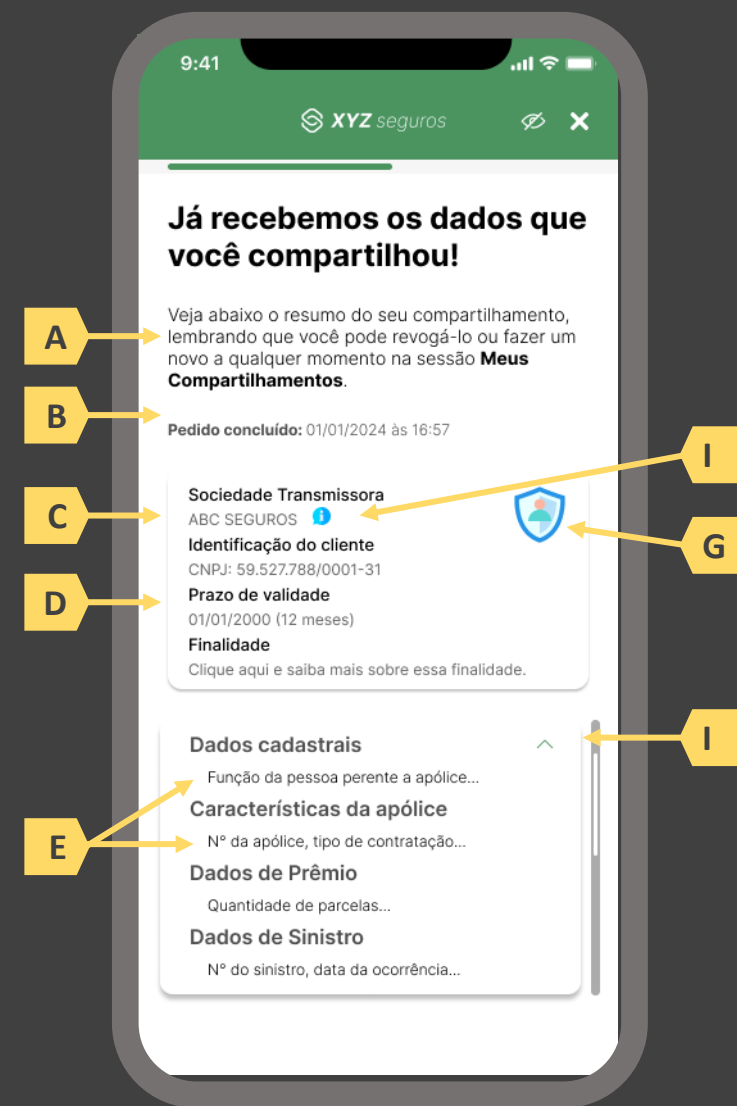 9:41
XYZ seguros
Já recebemos os dados que
você compartilhou!
A
Veja abaixo o resumo do seu compartilhamento,
lembrando que você pode revogá-lo ou fazer um
novo a qualquer momento na sessão Meus
Compartilhamentos.
B
Pedido concluído: 01/01/2024 às 16:57
I
C
Sociedade Transmissora
ABC SEGUROS i
G
Identificação do cliente
CNPJ: 59.527.788/0001-31
D
Prazo de validade
01/01/2000 (12 meses)
Finalidade
Clique aqui e saiba mais sobre essa finalidade.
I
Dados cadastrais
Função da pessoa perente a apólice...
Características da apólice
E
N° da apólice, tipo de contratação...
Dados de Prêmio
Quantidade de parcelas...
Dados de Sinistro
N° do sinistro, data da ocorrência...